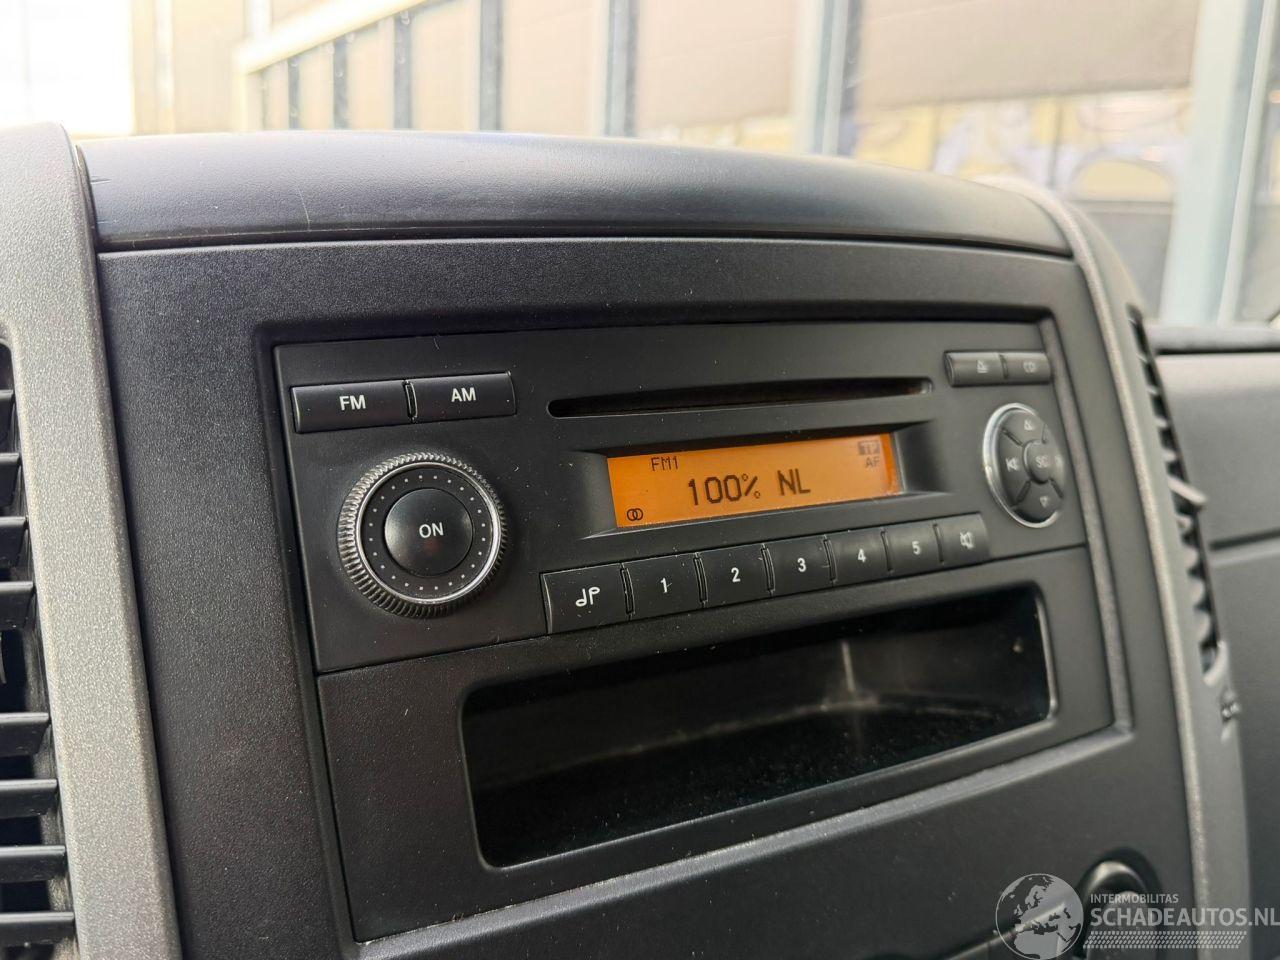 FM
AM
CD
FM1
TP
AF
100% NL
SC
ON
1
2
3
4
5
INTERMOBILITAS
SCHADEAUTOS.NL